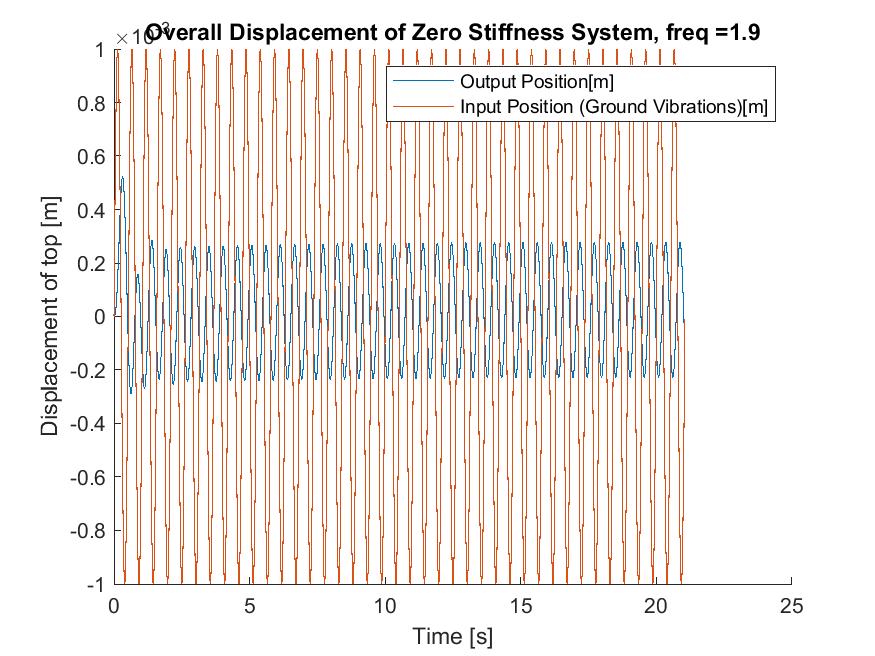 ×10-3
Overall Displacement of Zero Stiffness System, freq =1.9
Output Position[m]
Input Position (Ground Vibrations)[m]
Displacement of top [m]
1
0.8
0.6
0.4
0.2
0
-0.2
-0.4
-0.6
-0.8
-1
0 5 10 15 20 25
Time [s]